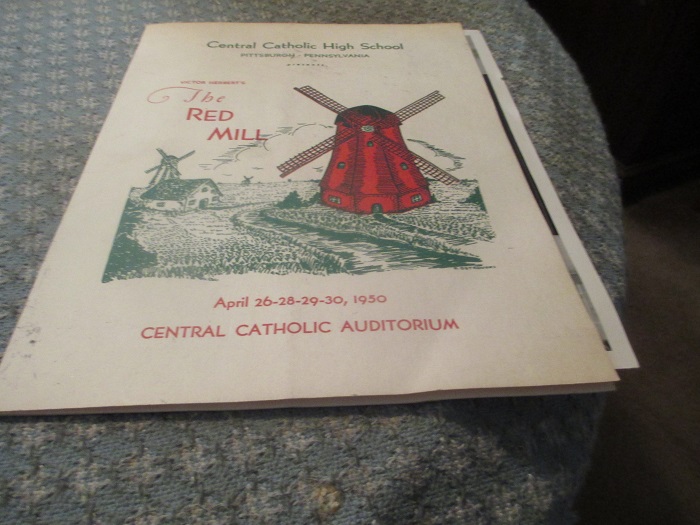 Central Catholic High School
PITTSBURGH - PENNSYLVANIA
VICTOR HERBERT'S
The
RED
MILL
April 26-28-29-30, 1950
CENTRAL CATHOLIC AUDITORIUM